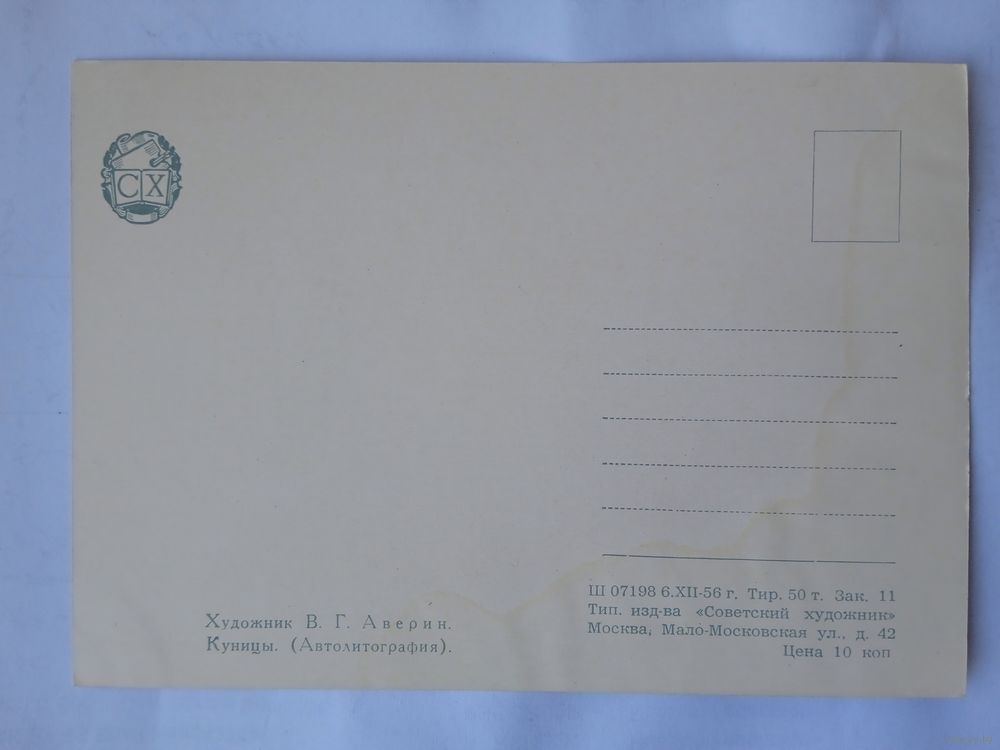 СХ
Художник В. Г. Аверин.
Куницы. (Автолитография).
Ш 07198 6.XII-56 г. Тир. 50 т. Зак. 11
Тип. изд-ва «Советский художник»
Москва, Мало-Московская ул., д. 42
Цена 10 коп